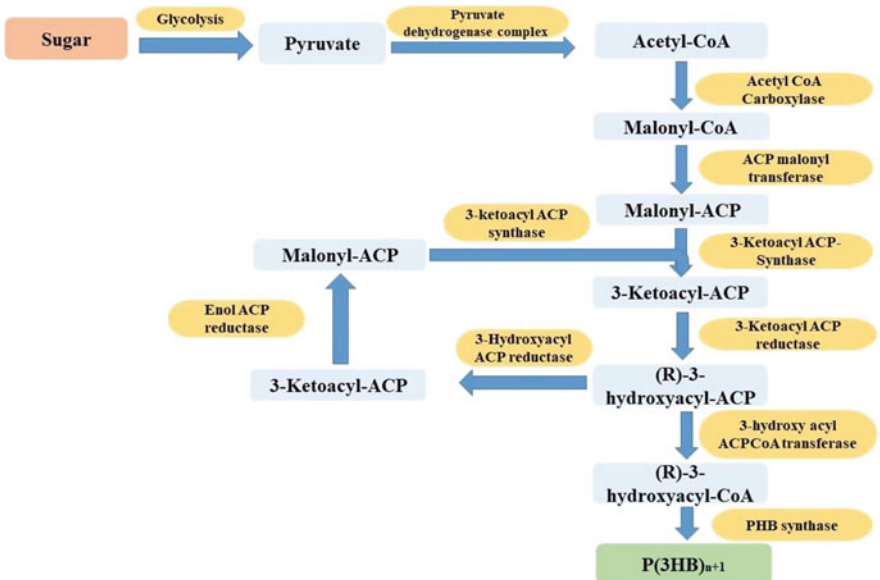 Sugar
Glycolysis
Pyruvate
Pyruvate
dehydrogenase complex
Acetyl-CoA
Acetyl CoA
Carboxylase
Malonyl-CoA
ACP malonyl
transferase
Malonyl-ACP
3-Ketoacyl ACP-
Synthase
3-ketoacyl ACP
synthase
Malonyl-ACP
3-Ketoacyl-ACP
Enol ACP
reductase
3-Ketoacyl ACP
reductase
3-Hydroxyacyl
ACP reductase
(R)-3-
hydroxyacyl-ACP
3-Ketoacyl-ACP
3-hydroxy acyl
ACPCoA transferase
(R)-3-
hydroxyacyl-CoA
PHB synthase
P(3HB)n+1